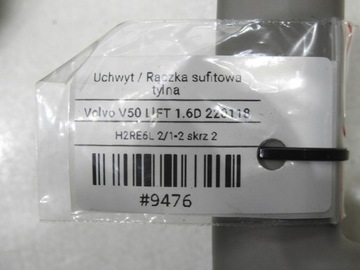 Uchwyt / Rączka sufitowa
tylna
Volvo V50 LIFT 1.6D 220118
H2RE6L 2/1-2 skrz 2
#9476